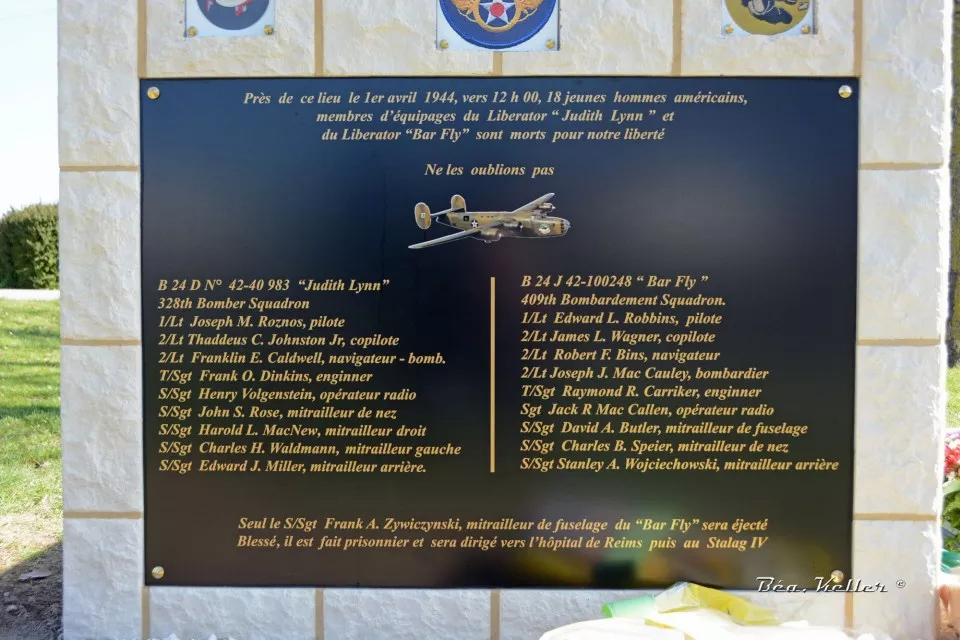 Près de ce lieu le 1er avril 1944, vers 12 h 00, 18 jeunes hommes américains,
membres d'équipages du Liberator " Judith Lynn " et
du Liberator "Bar Fly" sont morts pour notre liberté
Ne les oublions pas
B 24 D N° 42-40 983 "Judith Lynn"
328th Bomber Squadron
1/Lt Joseph M. Roznos, pilote
2/Lt Thaddeus C. Johnston Jr, copilote
2/Lt Franklin E. Caldwell, navigateur - bomb.
T/Sgt Frank O. Dinkins, enginner
S/Sgt Henry Volgenstein, opérateur radio
S/Sgt John S. Rose, mitrailleur de nez
S/Sgt Harold L. MacNew, mitrailleur droit
S/Sgt Charles H. Waldmann, mitrailleur gauche
S/Sgt Edward J. Miller, mitrailleur arrière.
B 24 J 42-100248 " Bar Fly "
409th Bombardement Squadron.
1/Lt Edward L. Robbins, pilote
2/Lt James L. Wagner, copilote
2/Lt Robert F. Bins, navigateur
2/Lt Joseph J. Mac Cauley, bombardier
T/Sgt Raymond R. Carriker, enginner
Sgt Jack R Mac Callen, opérateur radio
S/Sgt David A. Butler, mitrailleur de fuselage
S/Sgt Charles B. Speier, mitrailleur de nez
S/Sgt Stanley A. Wojciechowski, mitrailleur arrière
Seul le S/Sgt Frank A. Zywiczynski, mitrailleur de fuselage du "Bar Fly" sera éjecté
Blessé, il est fait prisonnier et sera dirigé vers l'hôpital de Reims puis au Stalag IV
Béa. Keller ©